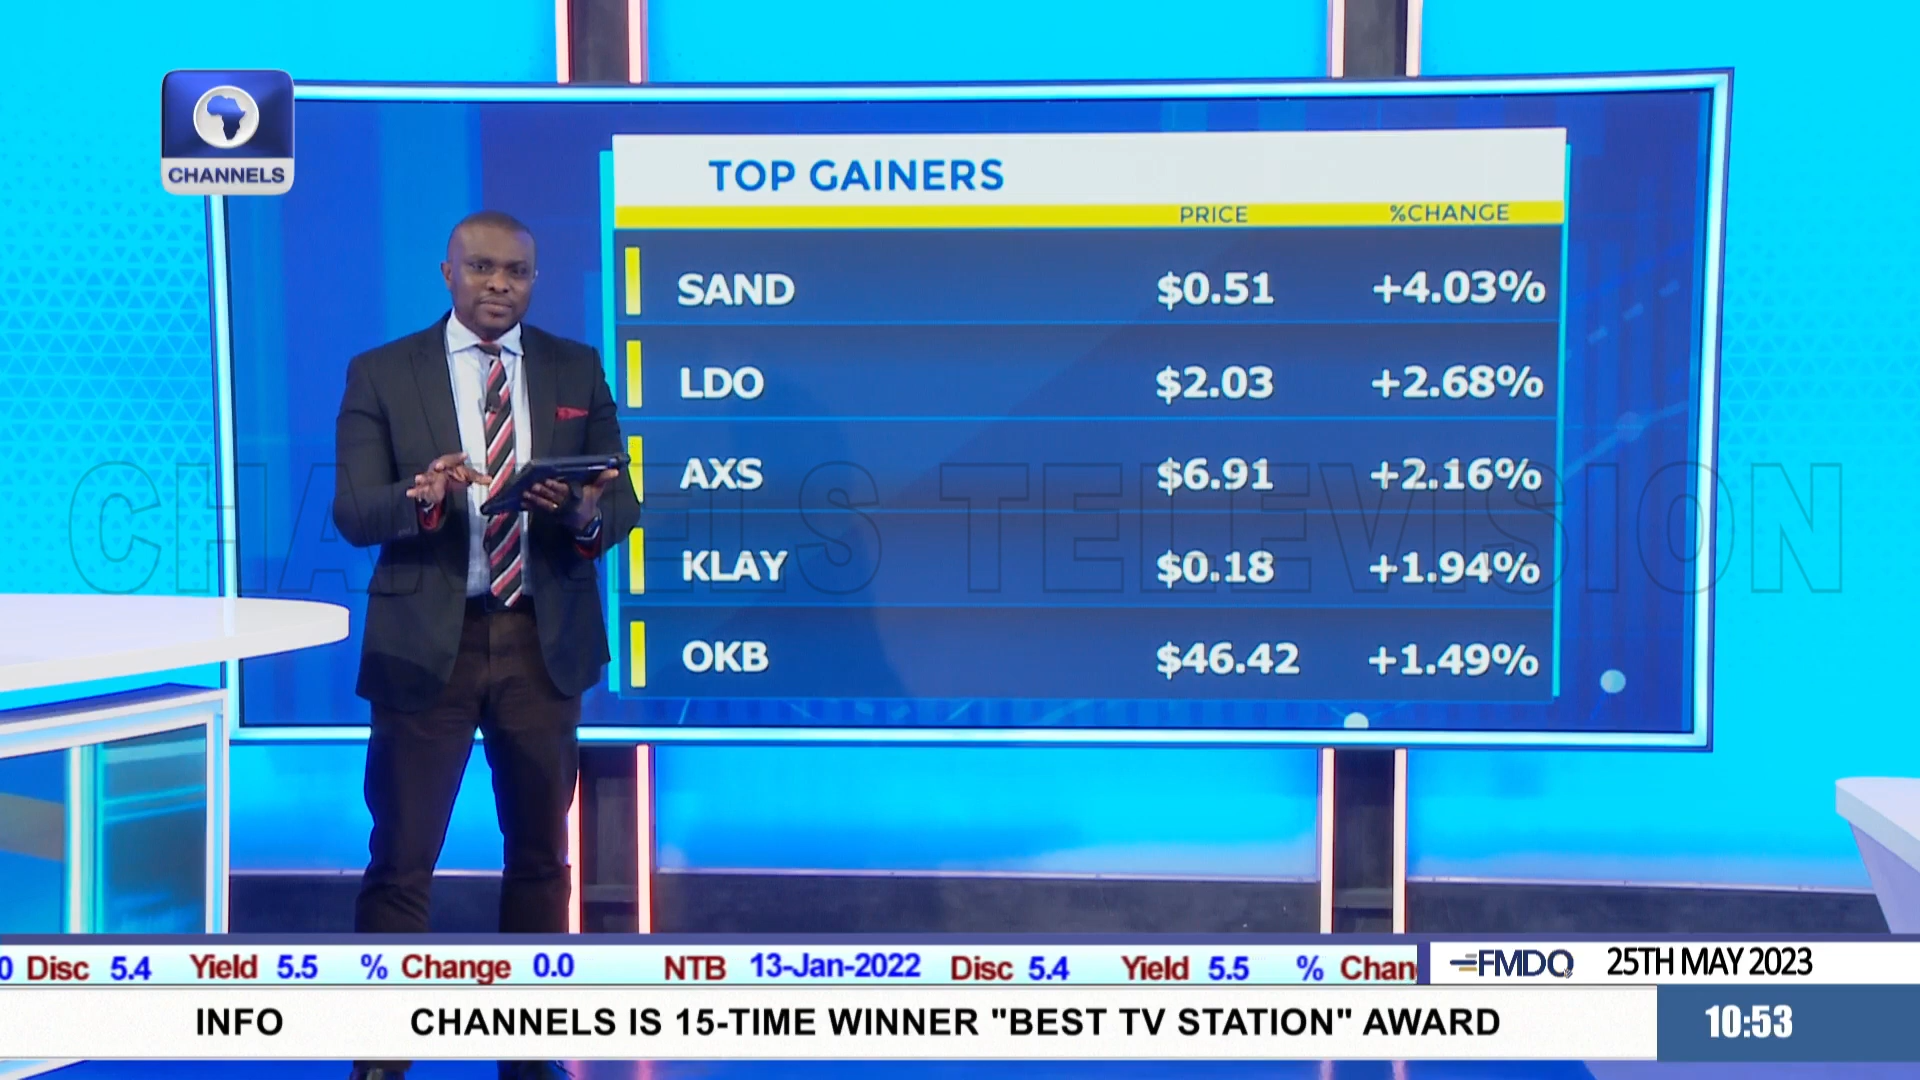 CHANNELS
TOP GAINERS
PRICE %CHANGE
SAND $0.51 +4.03%
LDO $2.03 +2.68%
AXS $6.91 +2.16%
KLAY $0.18 +1.94%
OKB $46.42 +1.49%
CHANNELS TELEVISION
0 Disc 5.4 Yield 5.5 % Change 0.0 NTB 13-Jan-2022 Disc 5.4 Yield 5.5 % Chan
FMDQ 25TH MAY 2023
INFO CHANNELS IS 15-TIME WINNER "BEST TV STATION" AWARD
10:53